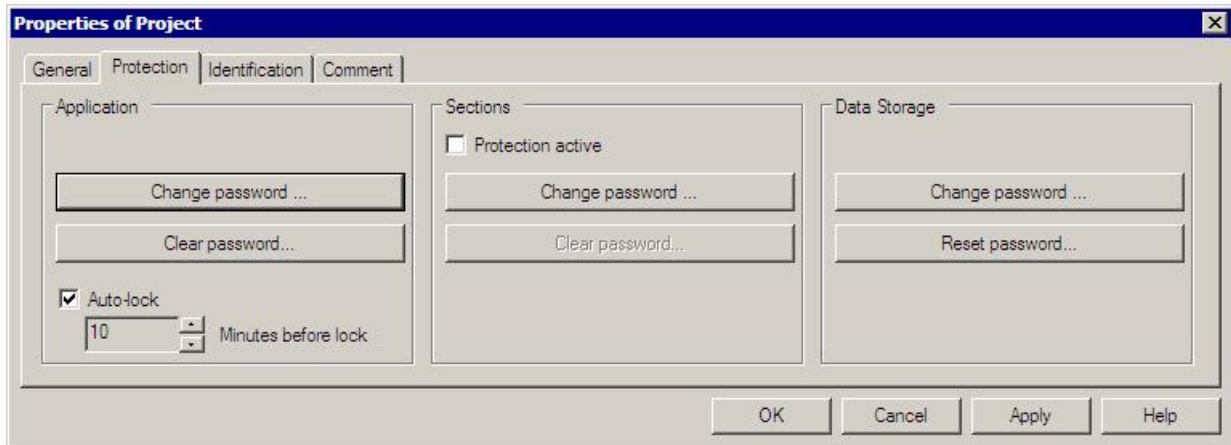 Properties of Project
General Protection Identification Comment
Application Sections Data Storage
Protection active
Change password ... Change password ... Change password ...
Clear password... Clear password... Reset password...
Auto-lock
10 Minutes before lock
OK Cancel Apply Help